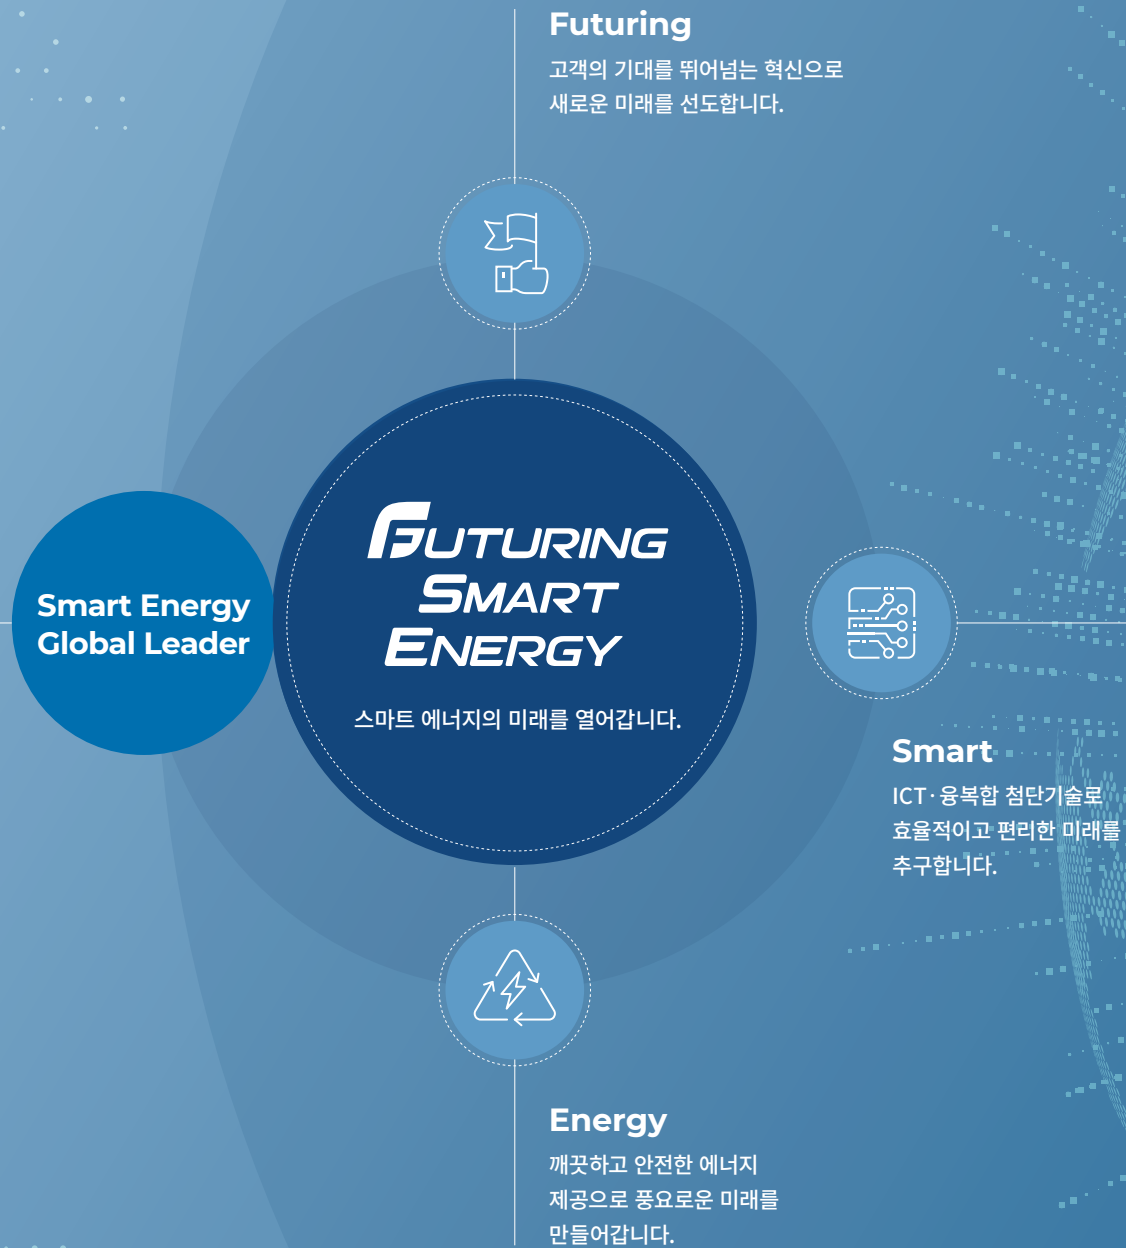 Futuring
고객의 기대를 뛰어넘는 혁신으로
새로운 미래를 선도합니다.
Smart Energy
Global Leader
FUTURING
SMART
ENERGY
스마트 에너지의 미래를 열어갑니다.
Smart
ICT·융복합 첨단기술로
효율적이고 편리한 미래를
추구합니다.
Energy
깨끗하고 안전한 에너지
제공으로 풍요로운 미래를
만들어갑니다.